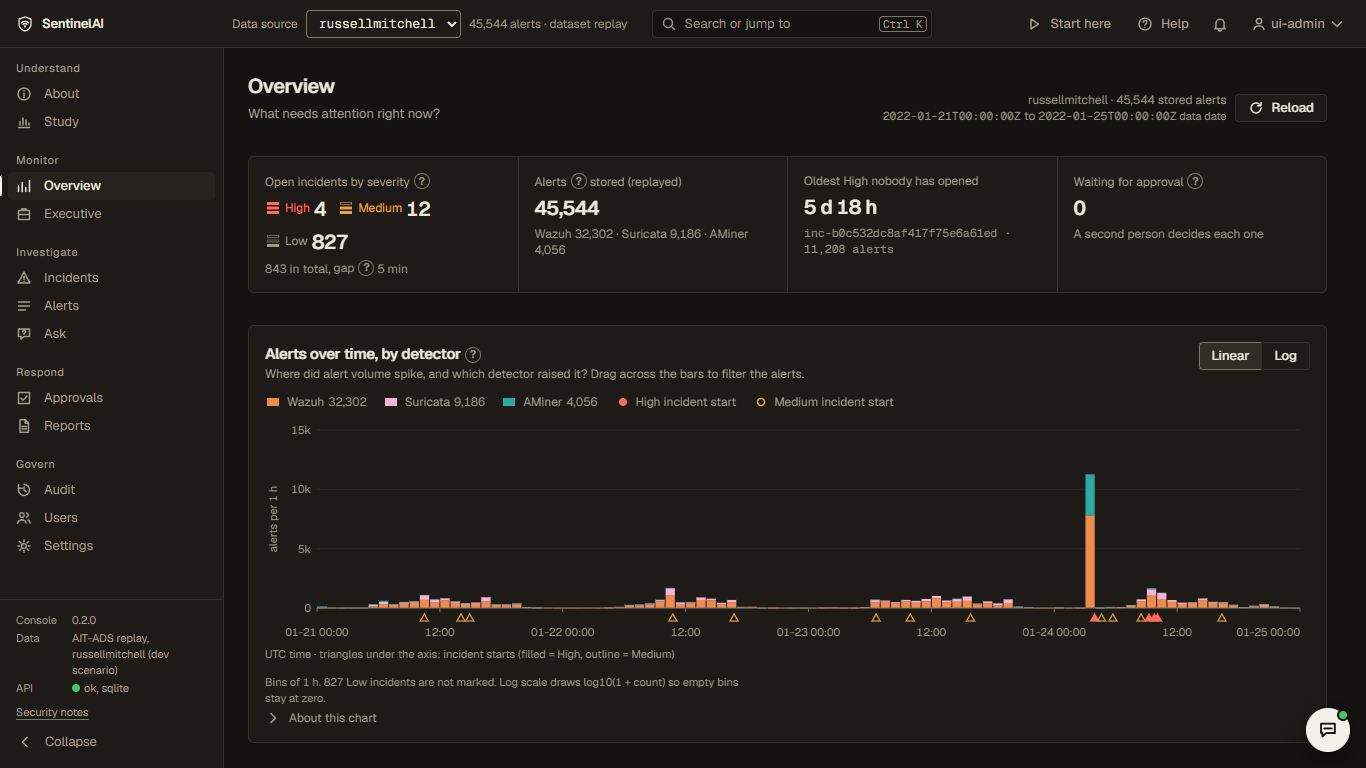 SentinelAI
Data source russellmitchell 45,544 alerts · dataset replay
Search or jump to Ctrl K
Start here Help ui-admin
Understand
About
Study
Monitor
Overview
Executive
Investigate
Incidents
Alerts
Ask
Respond
Approvals
Reports
Govern
Audit
Users
Settings
Console 0.2.0
Data AIT-ADS replay,
russellmitchell (dev
scenario)
API ok, sqlite
Security notes
Collapse
Overview
What needs attention right now?
russellmitchell · 45,544 stored alerts
2022-01-21T00:00:00Z to 2022-01-25T00:00:00Z data date
Reload
Open incidents by severity ?
High 4 Medium 12
Low 827
843 in total, gap ? 5 min
Alerts ? stored (replayed)
45,544
Wazuh 32,302 · Suricata 9,186 · AMiner
4,056
Oldest High nobody has opened
5 d 18 h
inc-b0c532dc8af417f75e6a61ed ·
11,208 alerts
Waiting for approval ?
0
A second person decides each one
Alerts over time, by detector ?
Where did alert volume spike, and which detector raised it? Drag across the bars to filter the alerts.
Linear Log
Wazuh 32,302 Suricata 9,186 AMiner 4,056 High incident start Medium incident start
alerts per 1 h
15k
10k
5k
0
01-21 00:00 12:00 01-22 00:00 12:00 01-23 00:00 12:00 01-24 00:00 12:00 01-25 00:00
UTC time · triangles under the axis: incident starts (filled = High, outline = Medium)
Bins of 1 h. 827 Low incidents are not marked. Log scale draws log10(1 + count) so empty bins
stay at zero.
About this chart